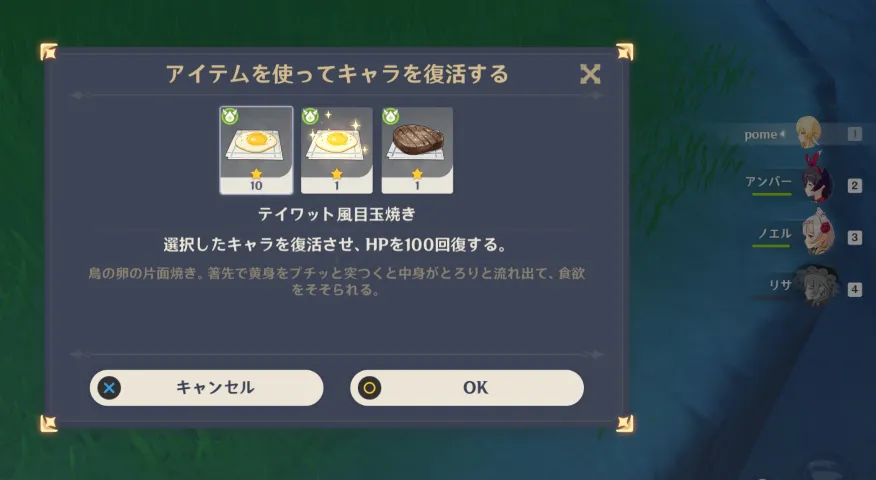 アイテムを使ってキャラを復活する
10
1
1
テイワット風目玉焼き
選択したキャラを復活させ、HPを100回復する。
鳥の卵の片面焼き。箸先で黄身をプチッと突つくと中身がとろりと流れ出て、食欲
をそそられる。
キャンセル
OK
pome
1
アンバー
2
ノエル
3
リサ
4